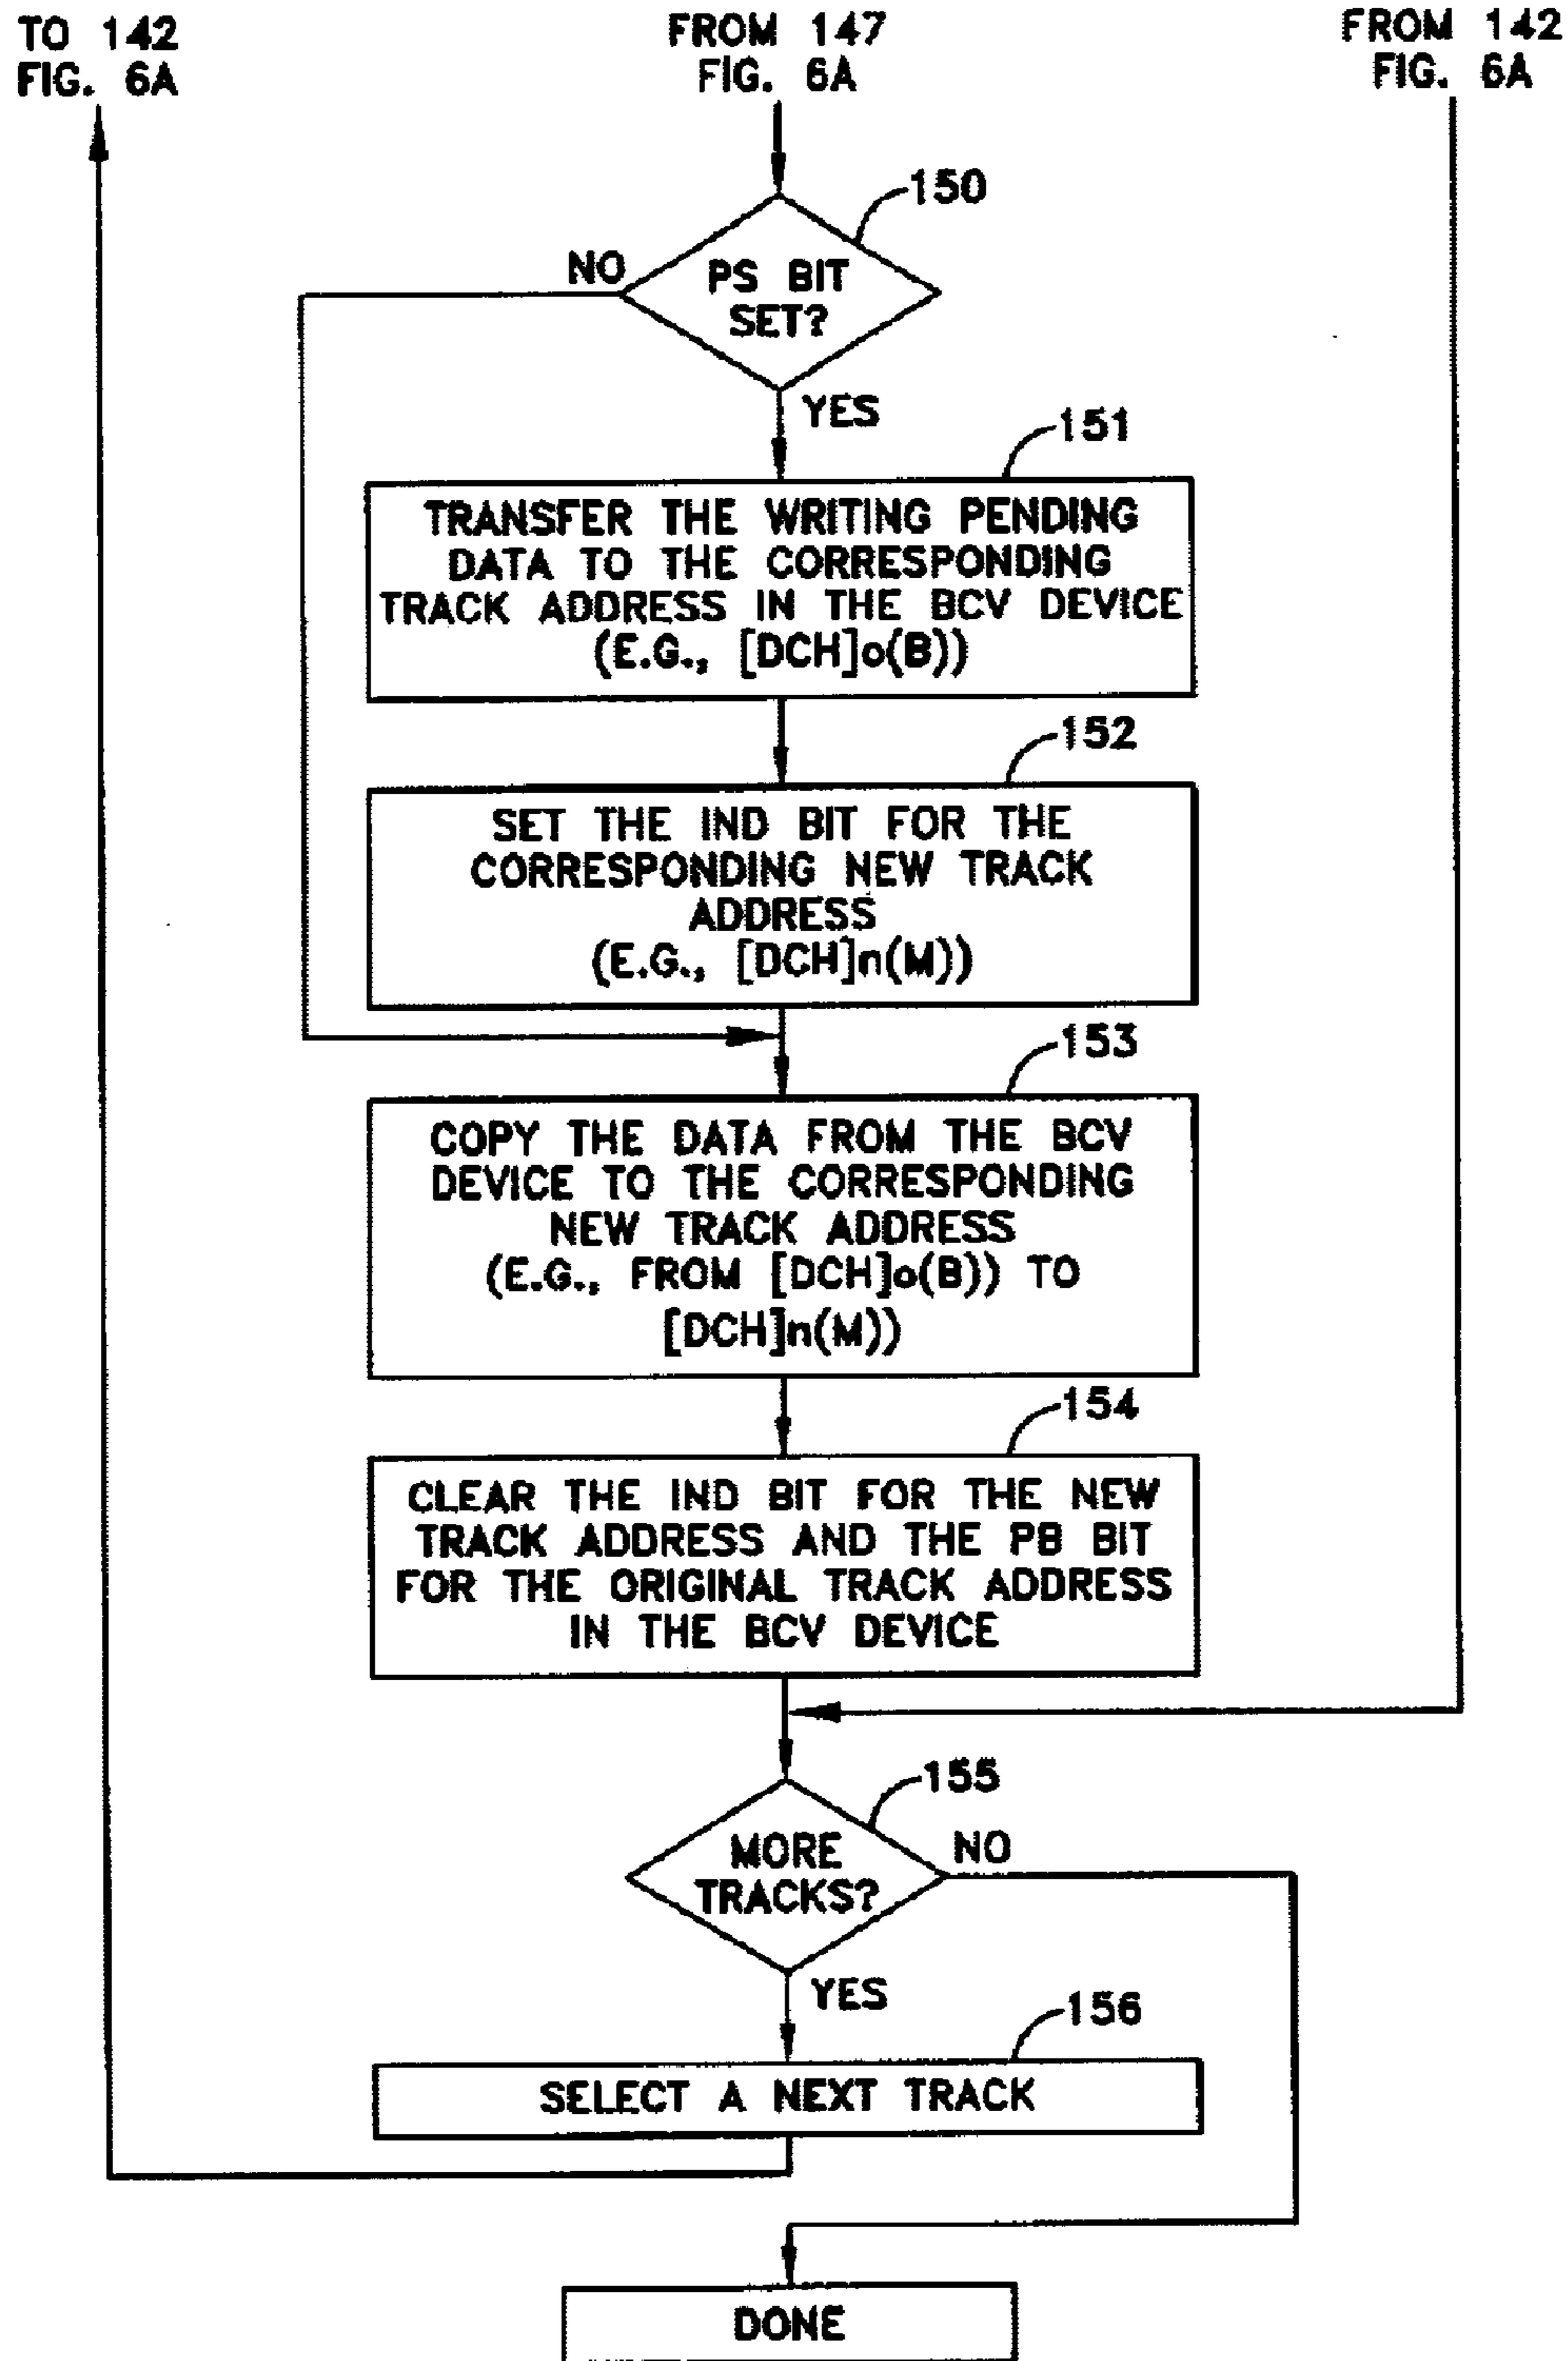 TO 142
FIG. 6A
FROM 147
FIG. 6A
FROM 142
FIG. 6A
150
NO
PS BIT
SET?
YES
151
TRANSFER THE WRITING PENDING
DATA TO THE CORRESPONDING
TRACK ADDRESS IN THE BCV DEVICE
(E.G., [DCH]o(B))
152
SET THE IND BIT FOR THE
CORRESPONDING NEW TRACK
ADDRESS
(E.G., [DCH]n(M))
153
COPY THE DATA FROM THE BCV
DEVICE TO THE CORRESPONDING
NEW TRACK ADDRESS
(E.G., FROM [DCH]o(B)) TO
[DCH]n(M))
154
CLEAR THE IND BIT FOR THE NEW
TRACK ADDRESS AND THE PB BIT
FOR THE ORIGINAL TRACK ADDRESS
IN THE BCV DEVICE
155
MORE
TRACKS?
NO
YES
156
SELECT A NEXT TRACK
DONE